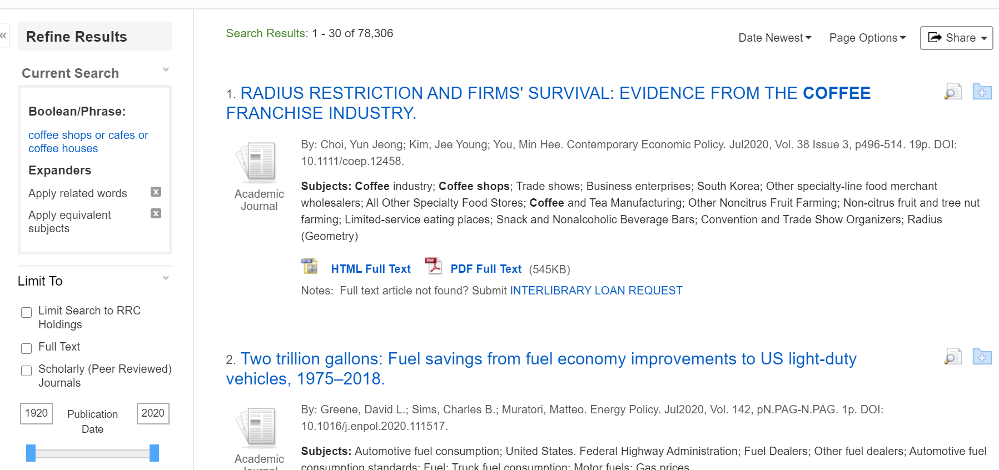 «
Refine Results
Current Search
Boolean/Phrase:
coffee shops or cafes or
coffee houses
Expanders
Apply related words
x
Apply equivalent
subjects
x
Limit To
Limit Search to RRC
Holdings
Full Text
Scholarly (Peer Reviewed)
Journals
1920 Publication 2020
Date
Search Results: 1 - 30 of 78,306
Date Newest Page Options Share
1. RADIUS RESTRICTION AND FIRMS' SURVIVAL: EVIDENCE FROM THE COFFEE
FRANCHISE INDUSTRY.
Academic
Journal
By: Choi, Yun Jeong; Kim, Jee Young; You, Min Hee. Contemporary Economic Policy. Jul2020, Vol. 38 Issue 3, p496-514. 19p. DOI:
10.1111/coep.12458.
Subjects: Coffee industry; Coffee shops; Trade shows; Business enterprises; South Korea; Other specialty-line food merchant
wholesalers; All Other Specialty Food Stores; Coffee and Tea Manufacturing; Other Noncitrus Fruit Farming; Non-citrus fruit and tree nut
farming; Limited-service eating places; Snack and Nonalcoholic Beverage Bars; Convention and Trade Show Organizers; Radius
(Geometry)
HTML Full Text PDF PDF Full Text (545KB)
Notes: Full text article not found? Submit INTERLIBRARY LOAN REQUEST
2. Two trillion gallons: Fuel savings from fuel economy improvements to US light-duty
vehicles, 1975–2018.
Academic
Journal
By: Greene, David L.; Sims, Charles B.; Muratori, Matteo. Energy Policy. Jul2020, Vol. 142, pN.PAG-N.PAG. 1p. DOI:
10.1016/j.enpol.2020.111517.
Subjects: Automotive fuel consumption; United States. Federal Highway Administration; Fuel Dealers; Other fuel dealers; Automotive fuel
consumption standards; Fuel; Truck fuel consumption; Motor fuels; Gas prices